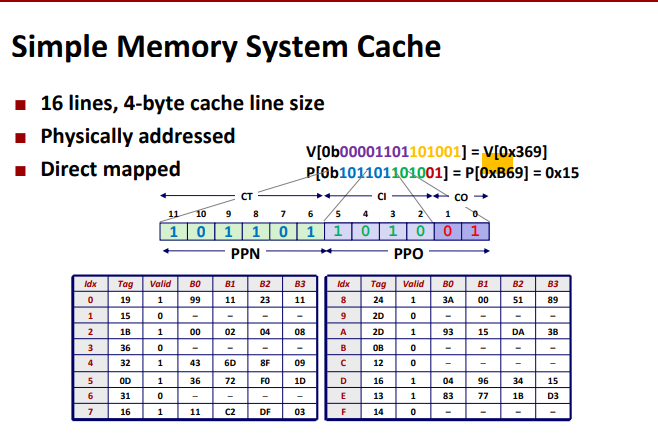 Simple Memory System Cache
16 lines, 4-byte cache line size
Physically addressed
Direct mapped
V[0b00001101101001] = V[0x369]
P[0b101101101001] = P[0xB69] = 0x15
CT CI CO
11 10 9 8 7 6 5 4 3 2 1 0
1 0 1 1 0 1 1 0 1 0 0 1
PPN PPO
Idx Tag Valid B0 B1 B2 B3
0 19 1 99 11 23 11
1 15 0 – – – –
2 1B 1 00 02 04 08
3 36 0 – – – –
4 32 1 43 6D 8F 09
5 0D 1 36 72 F0 1D
6 31 0 – – – –
7 16 1 11 C2 DF 03
Idx Tag Valid B0 B1 B2 B3
8 24 1 3A 00 51 89
9 2D 0 – – – –
A 2D 1 93 15 DA 3B
B 0B 0 – – – –
C 12 0 – – – –
D 16 1 04 96 34 15
E 13 1 83 77 1B D3
F 14 0 – – – –